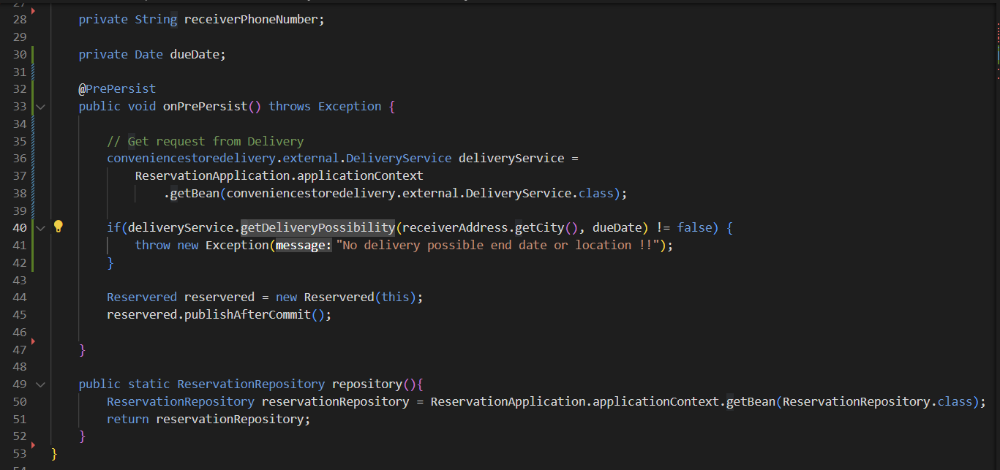 27
28 private String receiverPhoneNumber;
29
30 private Date dueDate;
31
32 @PrePersist
33 public void onPrePersist() throws Exception {
34
35 // Get request from Delivery
36 conveniencestoredelivery.external.DeliveryService deliveryService =
37 ReservationApplication.applicationContext
38 .getBean(conveniencestoredelivery.external.DeliveryService.class);
39
40 if(deliveryService.getDeliveryPossibility(receiverAddress.getCity(), dueDate) != false) {
41 throw new Exception(message: "No delivery possible end date or location !!");
42 }
43
44 Reservered reservered = new Reservered(this);
45 reservered.publishAfterCommit();
46
47 }
48
49 public static ReservationRepository repository(){
50 ReservationRepository reservationRepository = ReservationApplication.applicationContext.getBean(ReservationRepository.class);
51 return reservationRepository;
52 }
53 }